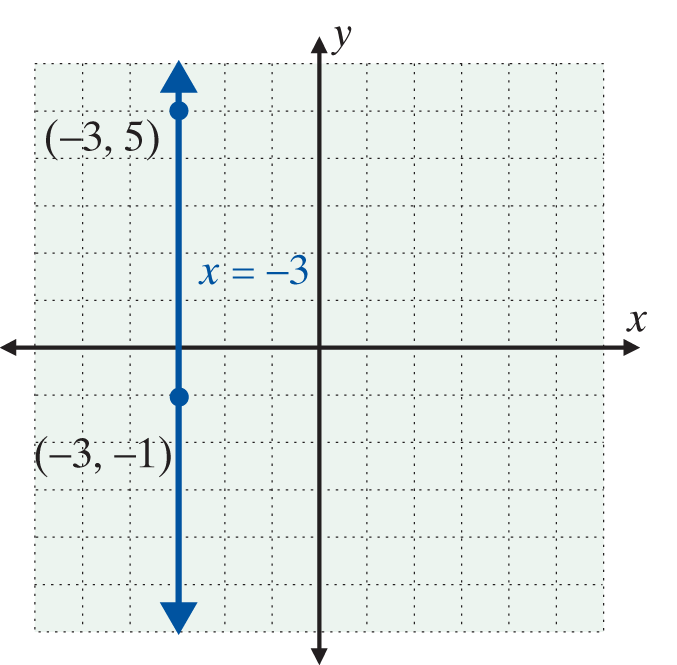 y
(−3, 5)
x = −3
x
(−3, −1)